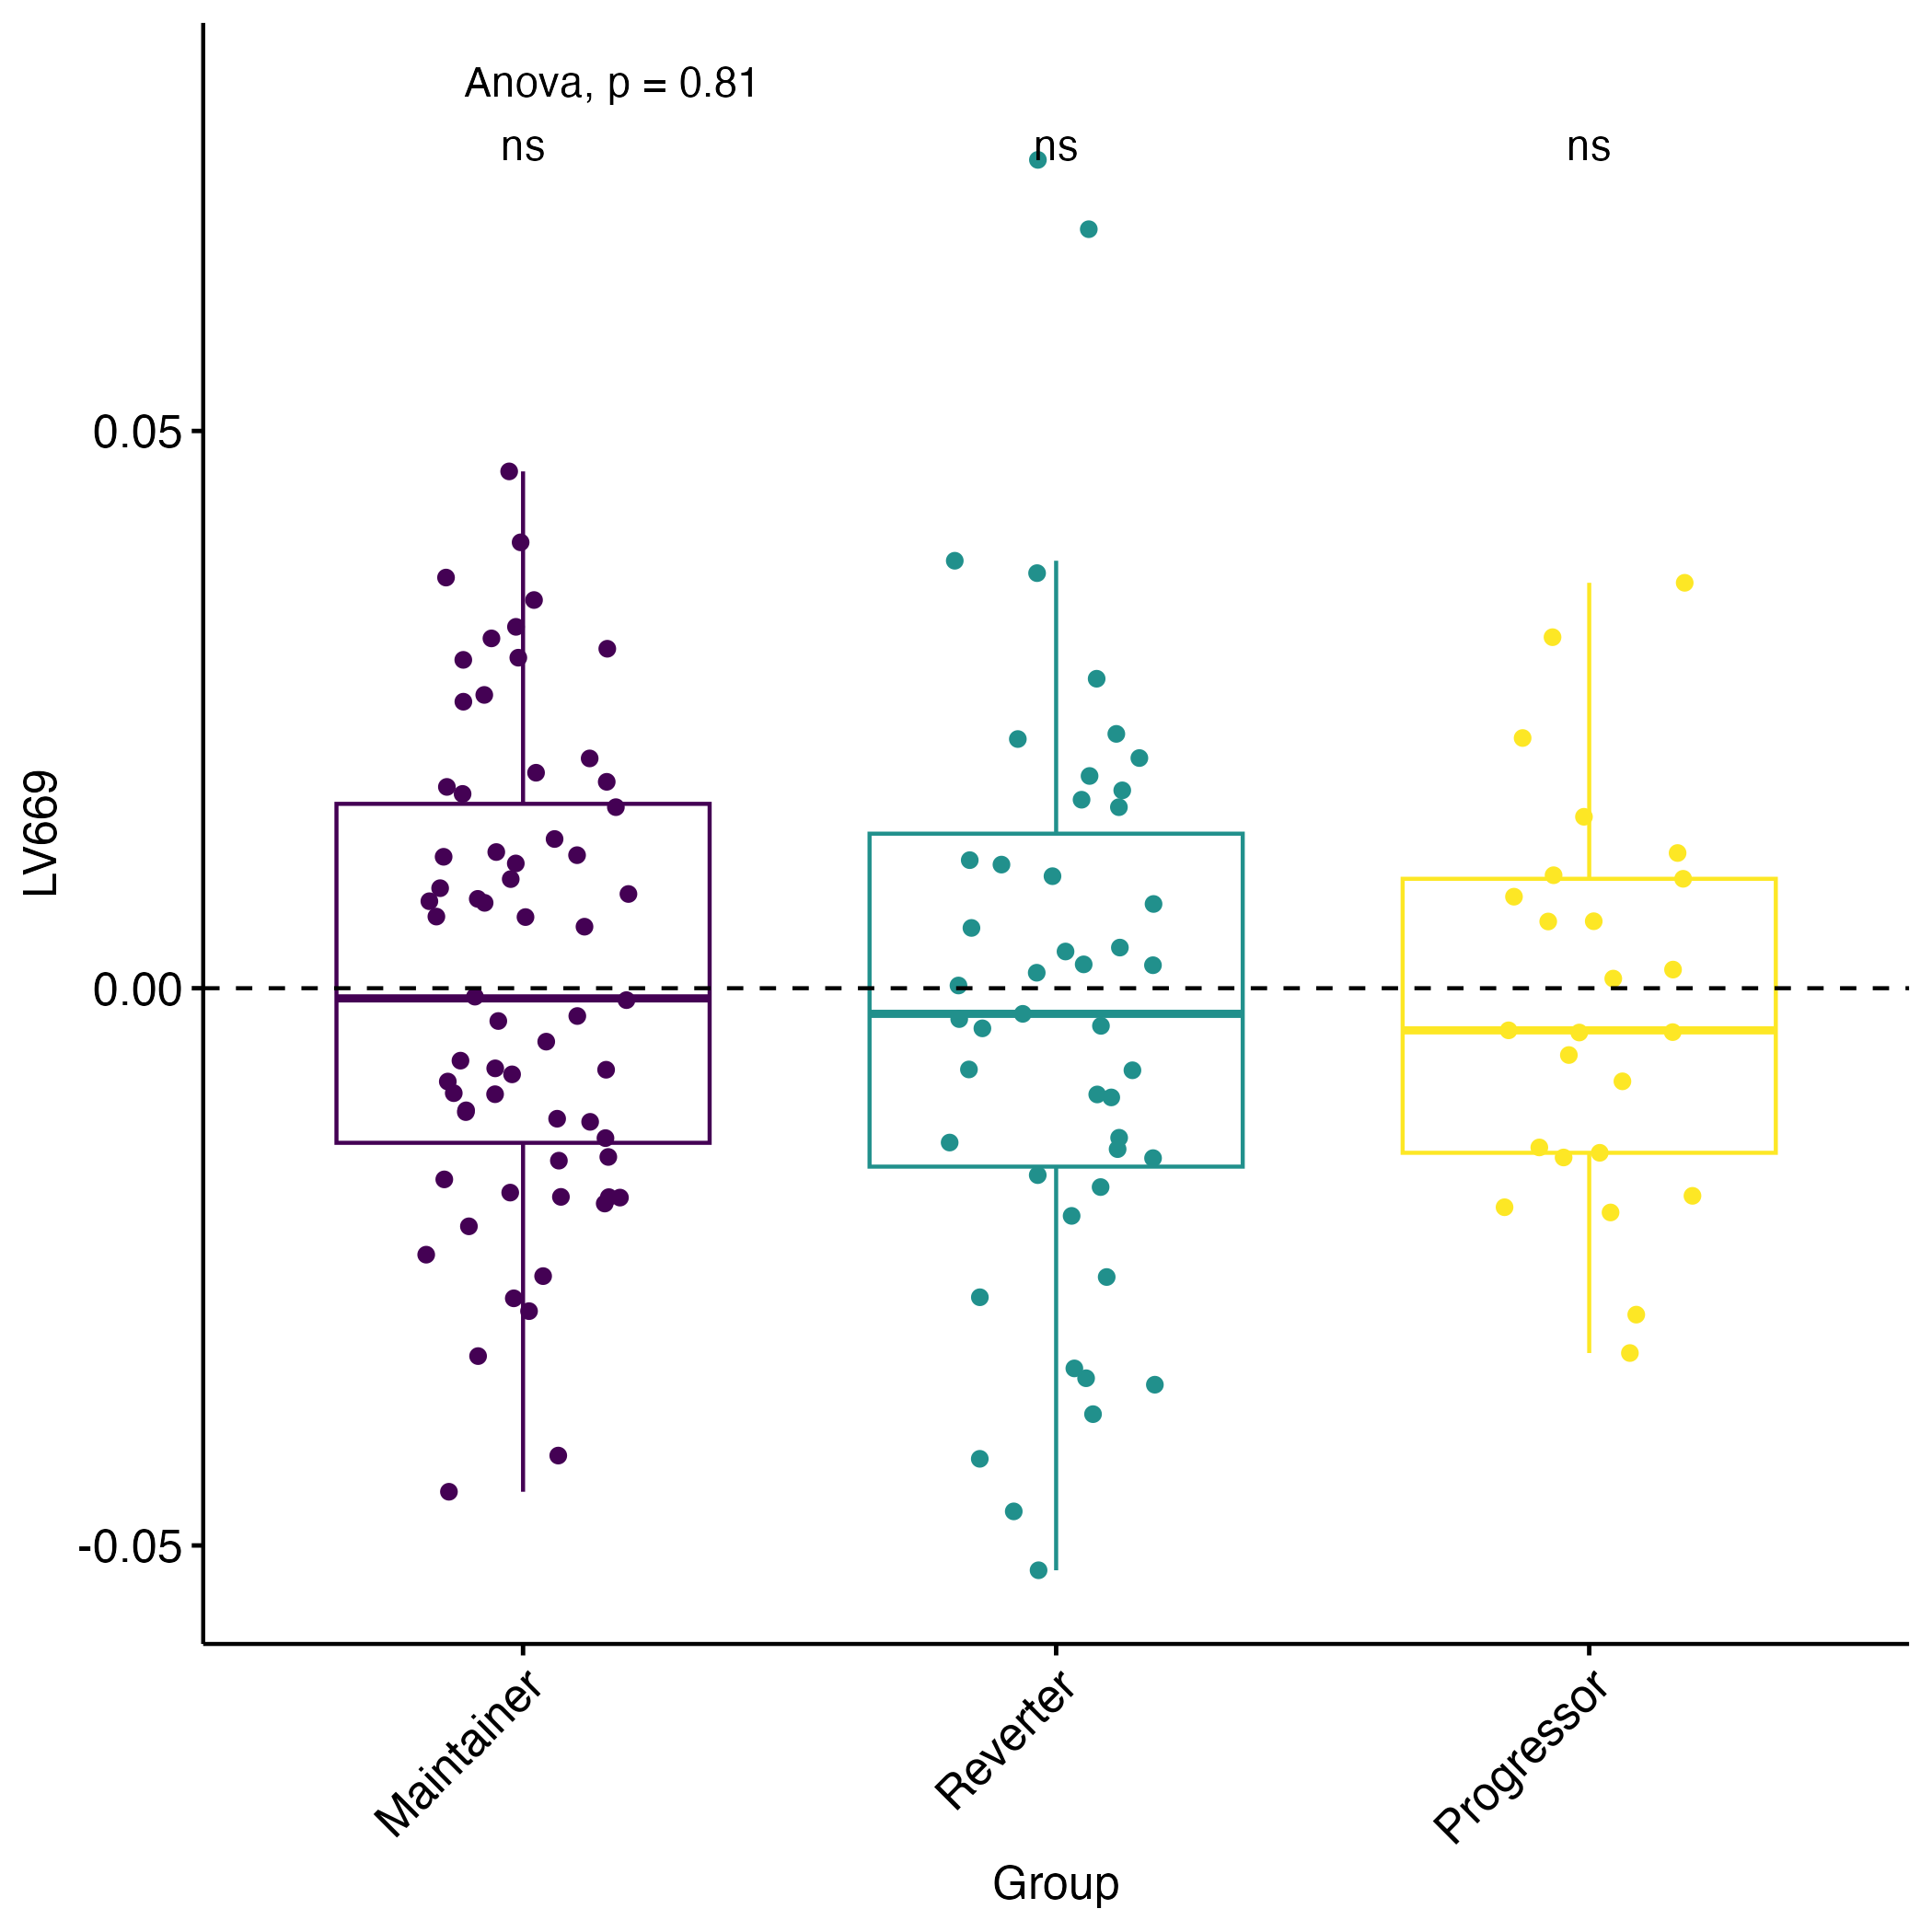 Anova, p = 0.81
ns ns ns
0.05
0.00
-0.05
LV669
Maintainer Reverter Progressor
Group